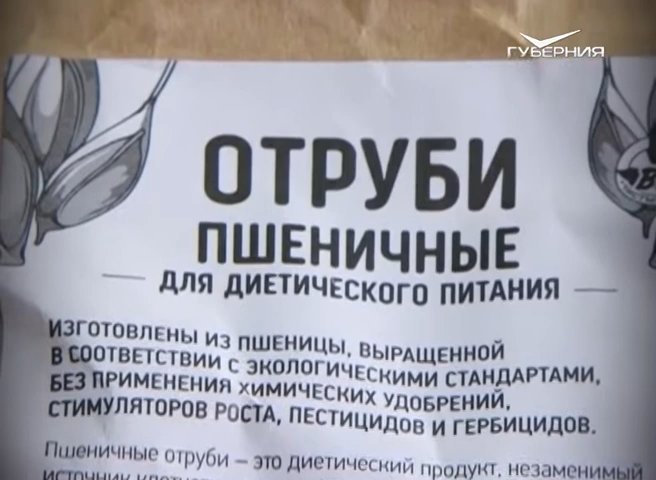 ГУБЕРНИЯ
ОТРУБИ
ПШЕНИЧНЫЕ
ДЛЯ ДИЕТИЧЕСКОГО ПИТАНИЯ
ИЗГОТОВЛЕНЫ ИЗ ПШЕНИЦЫ, ВЫРАЩЕННОЙ
В СООТВЕТСТВИИ С ЭКОЛОГИЧЕСКИМИ СТАНДАРТАМИ,
БЕЗ ПРИМЕНЕНИЯ ХИМИЧЕСКИХ УДОБРЕНИЙ,
СТИМУЛЯТОРОВ РОСТА, ПЕСТИЦИДОВ И ГЕРБИЦИДОВ.
Пшеничные отруби – это диетический продукт, незаменимый
источник